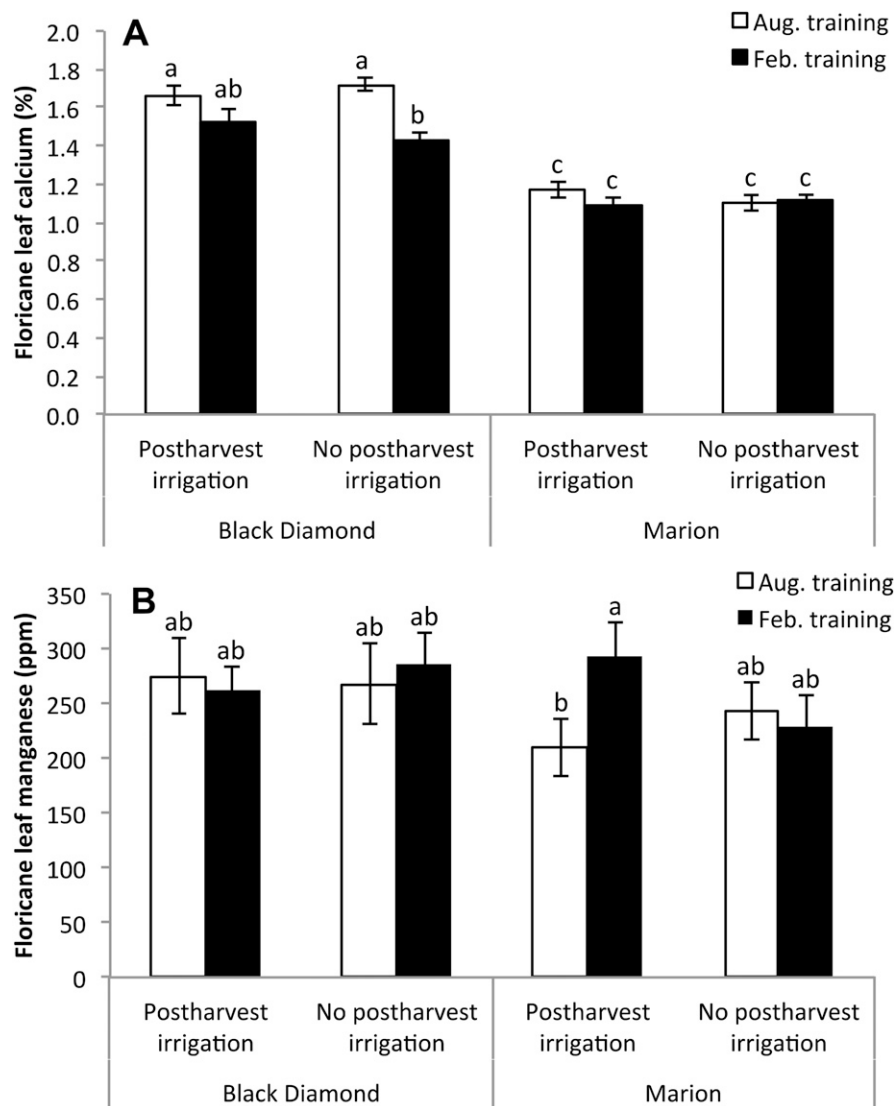 A
Aug. training
Feb. training
Floricane leaf calcium (%)
2.0
1.8
1.6
1.4
1.2
1.0
0.8
0.6
0.4
0.2
0.0
a ab a b c c c c
Postharvest irrigation
No postharvest irrigation
Postharvest irrigation
No postharvest irrigation
Black Diamond
Marion
B
Aug. training
Feb. training
Floricane leaf manganese (ppm)
350
300
250
200
150
100
50
0
ab ab ab ab b a ab ab
Postharvest irrigation
No postharvest irrigation
Postharvest irrigation
No postharvest irrigation
Black Diamond
Marion